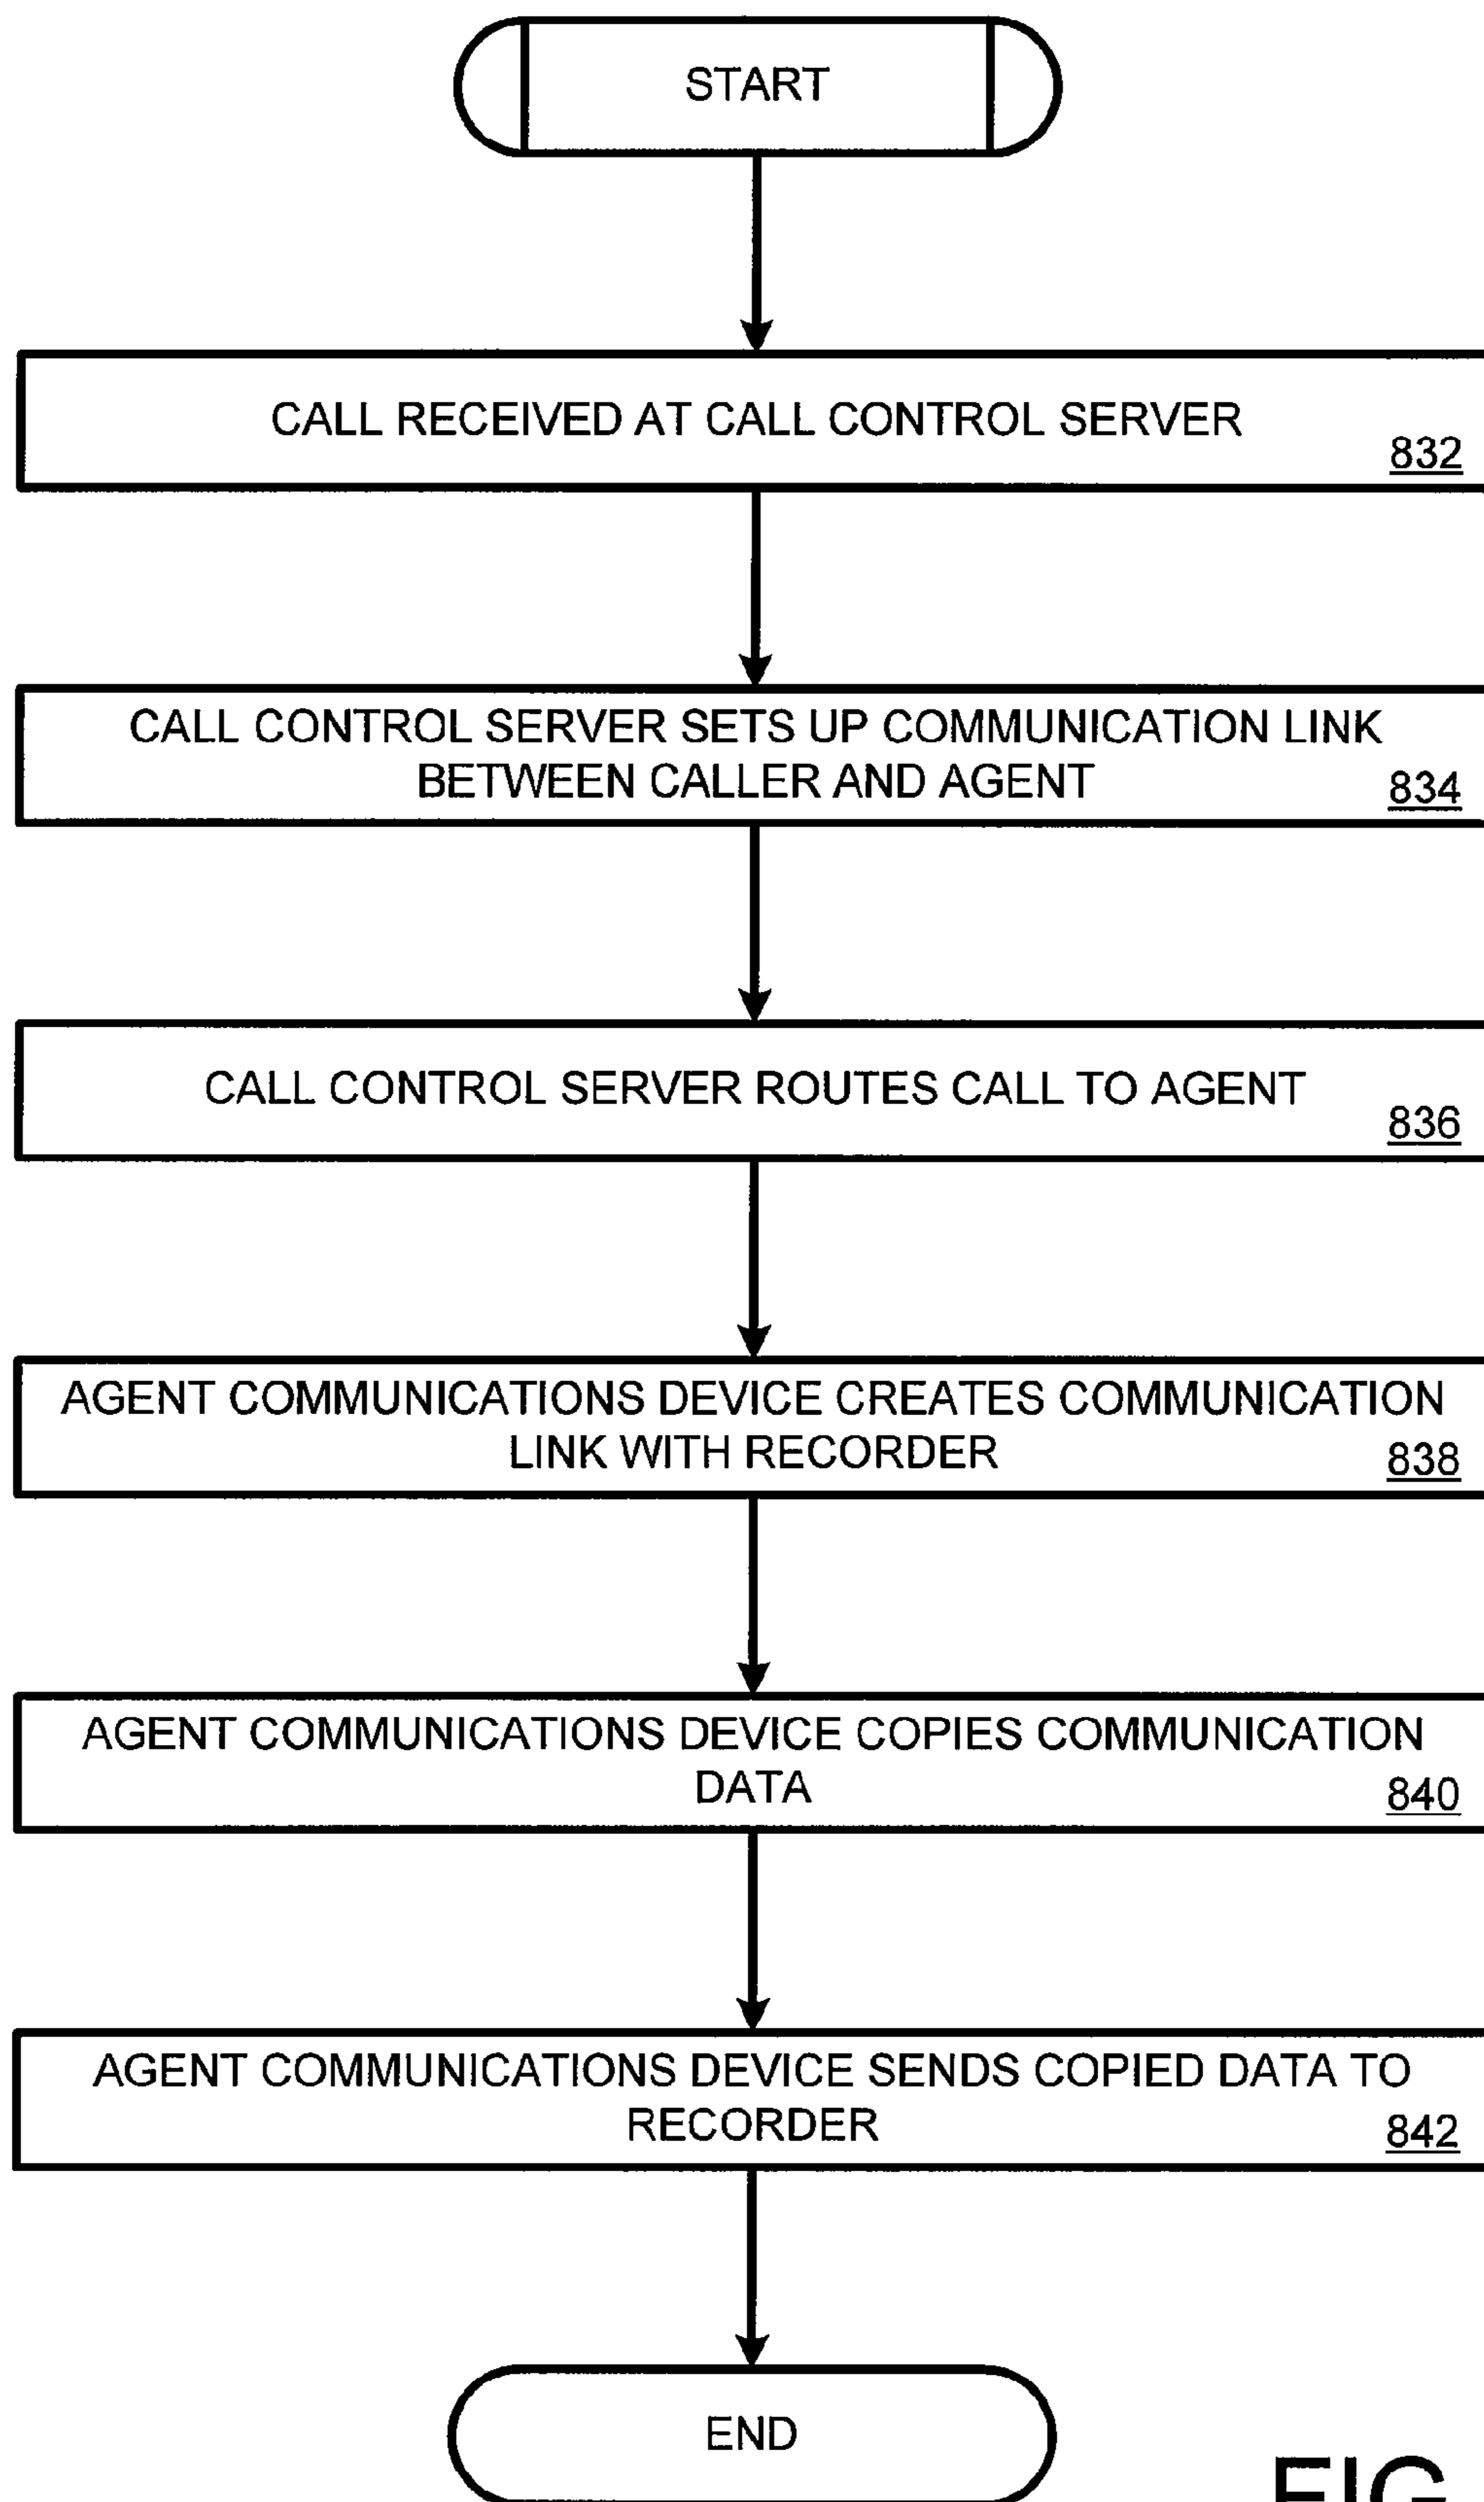 START
CALL RECEIVED AT CALL CONTROL SERVER
832
CALL CONTROL SERVER SETS UP COMMUNICATION LINK
BETWEEN CALLER AND AGENT
834
CALL CONTROL SERVER ROUTES CALL TO AGENT
836
AGENT COMMUNICATIONS DEVICE CREATES COMMUNICATION
LINK WITH RECORDER
838
AGENT COMMUNICATIONS DEVICE COPIES COMMUNICATION
DATA
840
AGENT COMMUNICATIONS DEVICE SENDS COPIED DATA TO
RECORDER
842
END
FIG